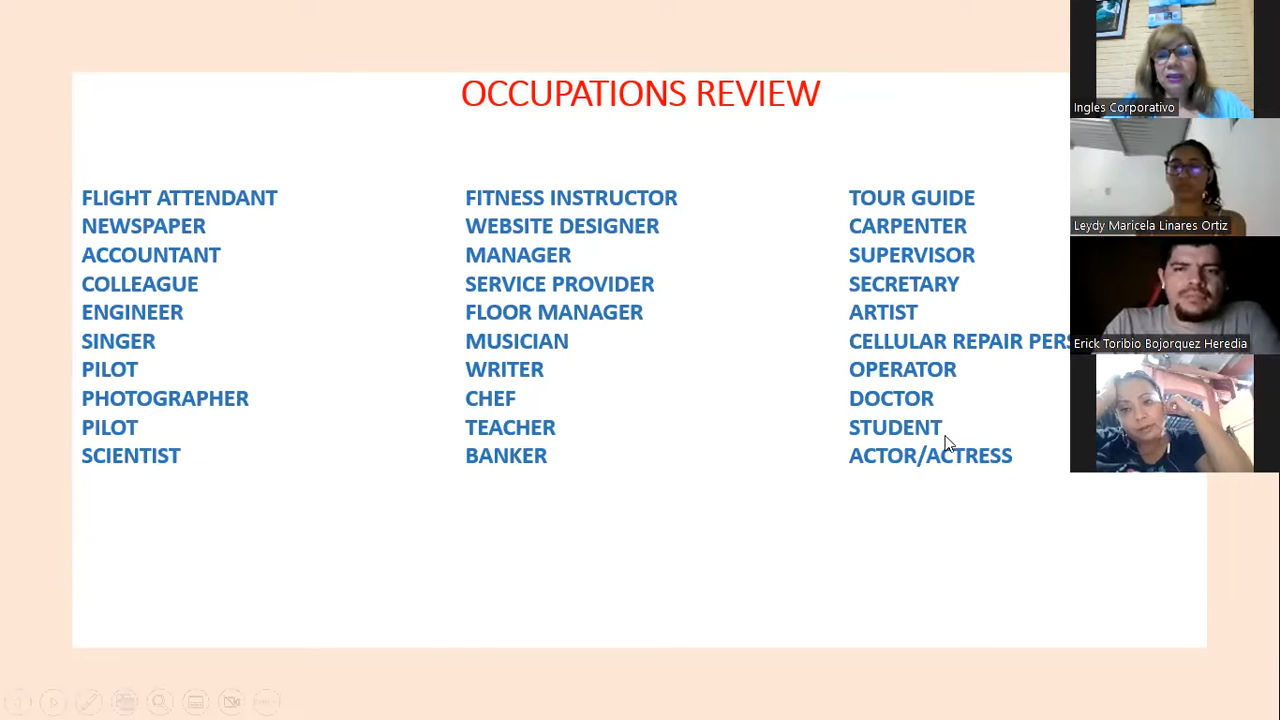 OCCUPATIONS REVIEW
FLIGHT ATTENDANT
NEWSPAPER
ACCOUNTANT
COLLEAGUE
ENGINEER
SINGER
PILOT
PHOTOGRAPHER
PILOT
SCIENTIST
FITNESS INSTRUCTOR
WEBSITE DESIGNER
MANAGER
SERVICE PROVIDER
FLOOR MANAGER
MUSICIAN
WRITER
CHEF
TEACHER
BANKER
TOUR GUIDE
CARPENTER
SUPERVISOR
SECRETARY
ARTIST
CELLULAR REPAIR PERS
OPERATOR
DOCTOR
STUDENT
ACTOR/ACTRESS
Ingles Corporativo
Leydy Maricela Linares Ortiz
Erick Toribio Bojorquez Heredia